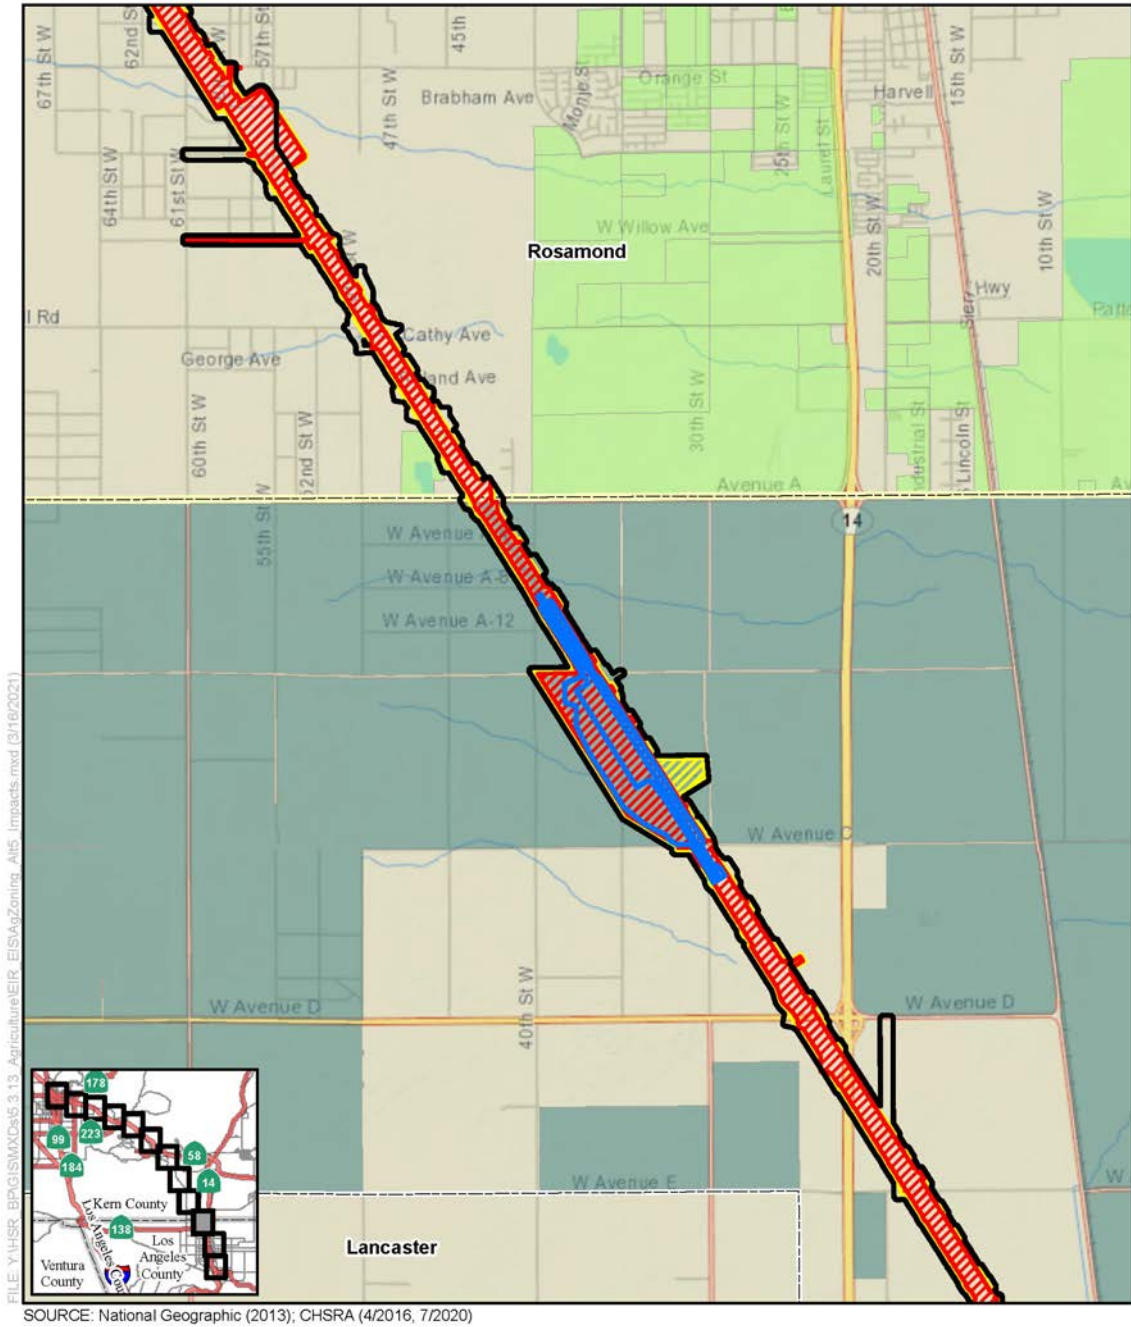 67th St W
62nd St W
57th St W
45th
47th St W
Brabham Ave
Monje St
Orange St
25th St W
Laurel St
Harvell
15th St W
64th St W
61st St W
20th St W
10th St W
W Willow Ave
Rosamond
Hwy
l Rd
Cathy Ave
George Ave
land Ave
60th St W
52nd St W
30th St W
Lincoln St
Avenue A
55th St W
14
W Avenue A-8
W Avenue A-12
W Avenue C
W Avenue D
40th St W
W Avenue D
W Avenue E
Lancaster
178
99
223
184
58
14
Kern County
138
Los Angeles County
Ventura County
SOURCE: National Geographic (2013); CHSRA (4/2016, 7/2020)